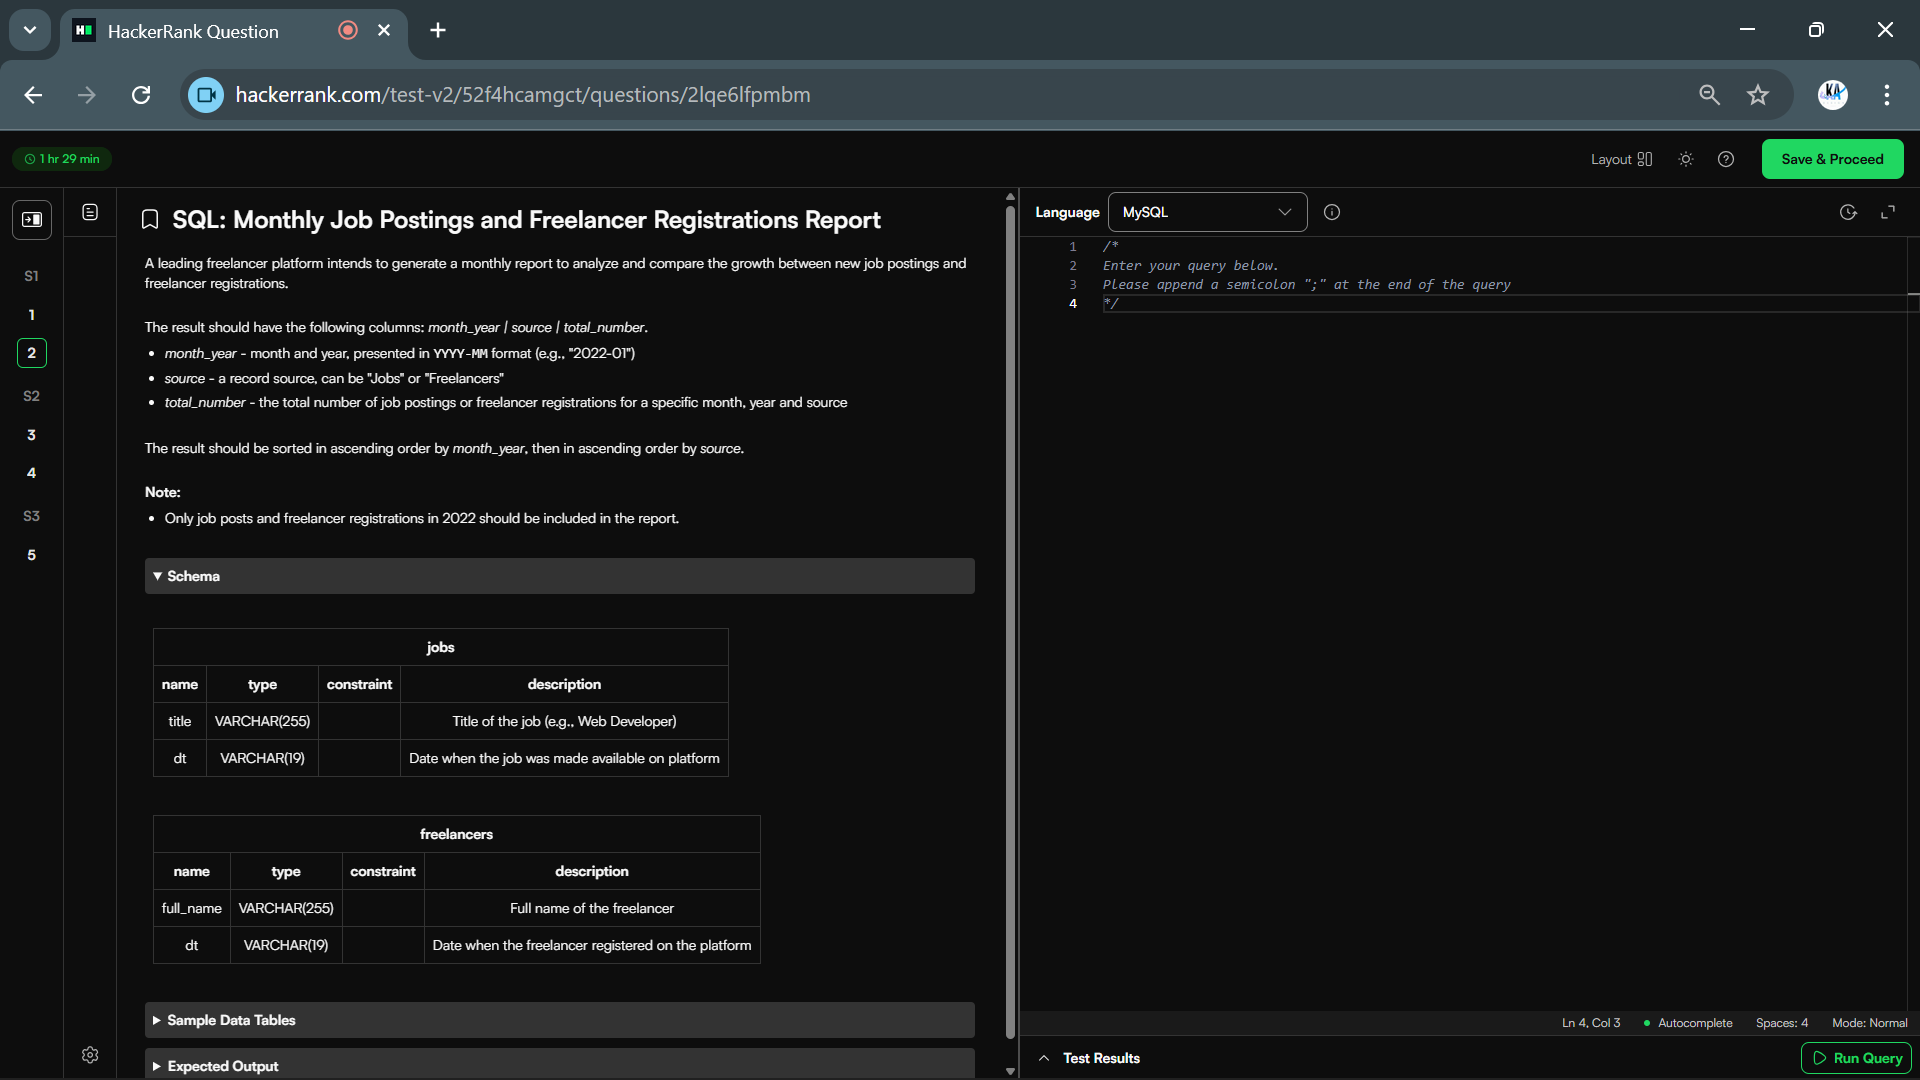 HackerRank Question
hackerrank.com/test-v2/52f4hcamgct/questions/2lqe6lfpmbm
KA
1 hr 29 min
Layout
Save & Proceed
S1
1
2
S2
3
4
S3
5
SQL: Monthly Job Postings and Freelancer Registrations Report
A leading freelancer platform intends to generate a monthly report to analyze and compare the growth between new job postings and
freelancer registrations.
The result should have the following columns: month_year | source | total_number.
• month_year - month and year, presented in YYYY-MM format (e.g., "2022-01")
• source - a record source, can be "Jobs" or "Freelancers"
• total_number - the total number of job postings or freelancer registrations for a specific month, year and source
The result should be sorted in ascending order by month_year, then in ascending order by source.
Note:
• Only job posts and freelancer registrations in 2022 should be included in the report.
Schema
jobs
name type constraint description
title VARCHAR(255) Title of the job (e.g., Web Developer)
dt VARCHAR(19) Date when the job was made available on platform
freelancers
name type constraint description
full_name VARCHAR(255) Full name of the freelancer
dt VARCHAR(19) Date when the freelancer registered on the platform
Sample Data Tables
Expected Output
Language MySQL
1 /*
2 Enter your query below.
3 Please append a semicolon ";" at the end of the query
4 */
Ln 4, Col 3 Autocomplete Spaces: 4 Mode: Normal
Test Results
Run Query